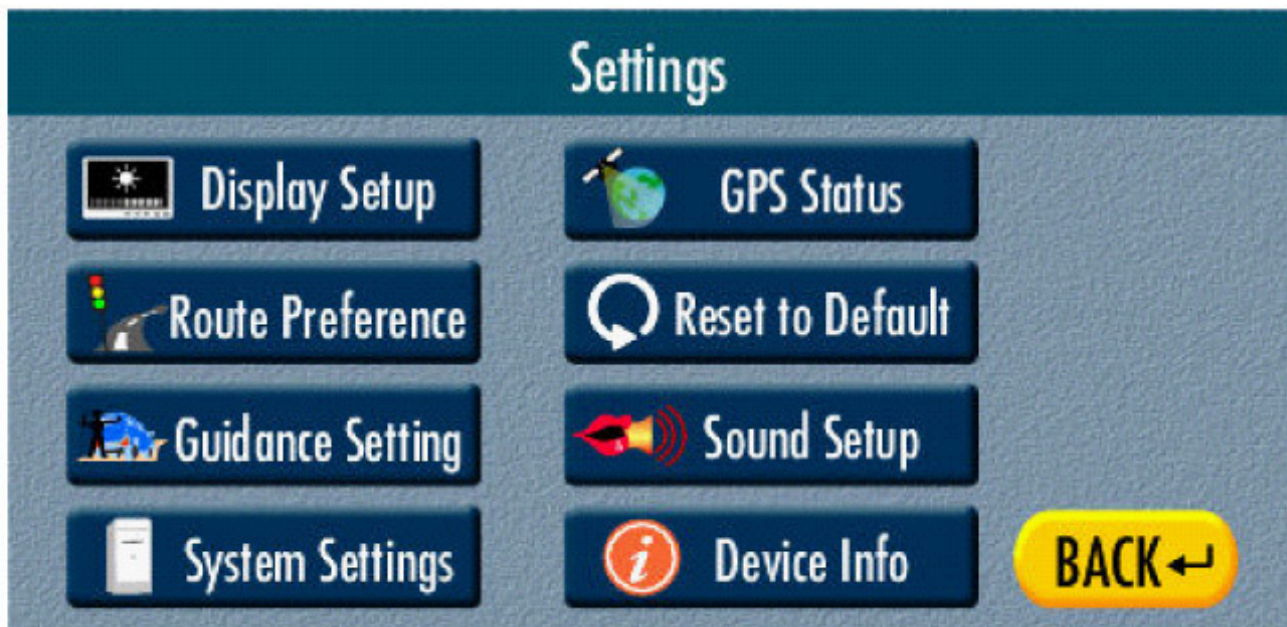 Settings
Display Setup
GPS Status
Route Preference
Reset to Default
Guidance Setting
Sound Setup
System Settings
Device Info
BACK